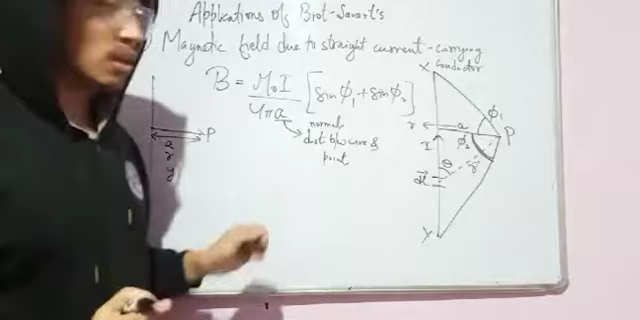 Applications of Biot-Savart's
) Magnetic field due to straight current-carrying
conductor
B = μ₀I / 4πa [sin φ₁ + sin φ₂]
normal
dist b/w wire &
point
P
a
r
y
X
φ₁
a
P
r
I
φ₂
θ
"r"
dl
Y